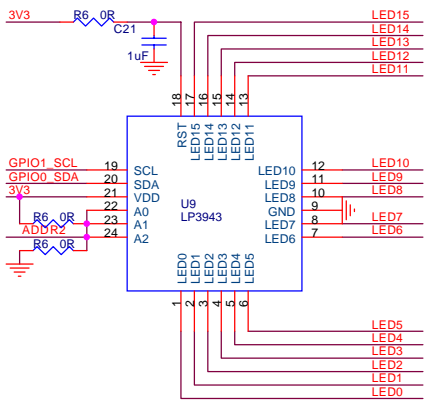 3V3
R6 0R
C21
1uF
LED15
LED14
LED13
LED12
LED11
18
17
16
15
14
13
RST
LED15
LED14
LED13
LED12
LED11
GPIO1_SCL
19
SCL
GPIO0_SDA
20
SDA
3V3
21
VDD
22
A0
R6 0R
23
A1
ADDR2
24
A2
R6 0R
U9
LP3943
LED10
12
LED10
LED9
11
LED9
LED8
10
LED8
GND
9
LED7
8
LED7
LED6
7
LED6
LED0
LED1
LED2
LED3
LED4
LED5
1
2
3
4
5
6
LED5
LED4
LED3
LED2
LED1
LED0